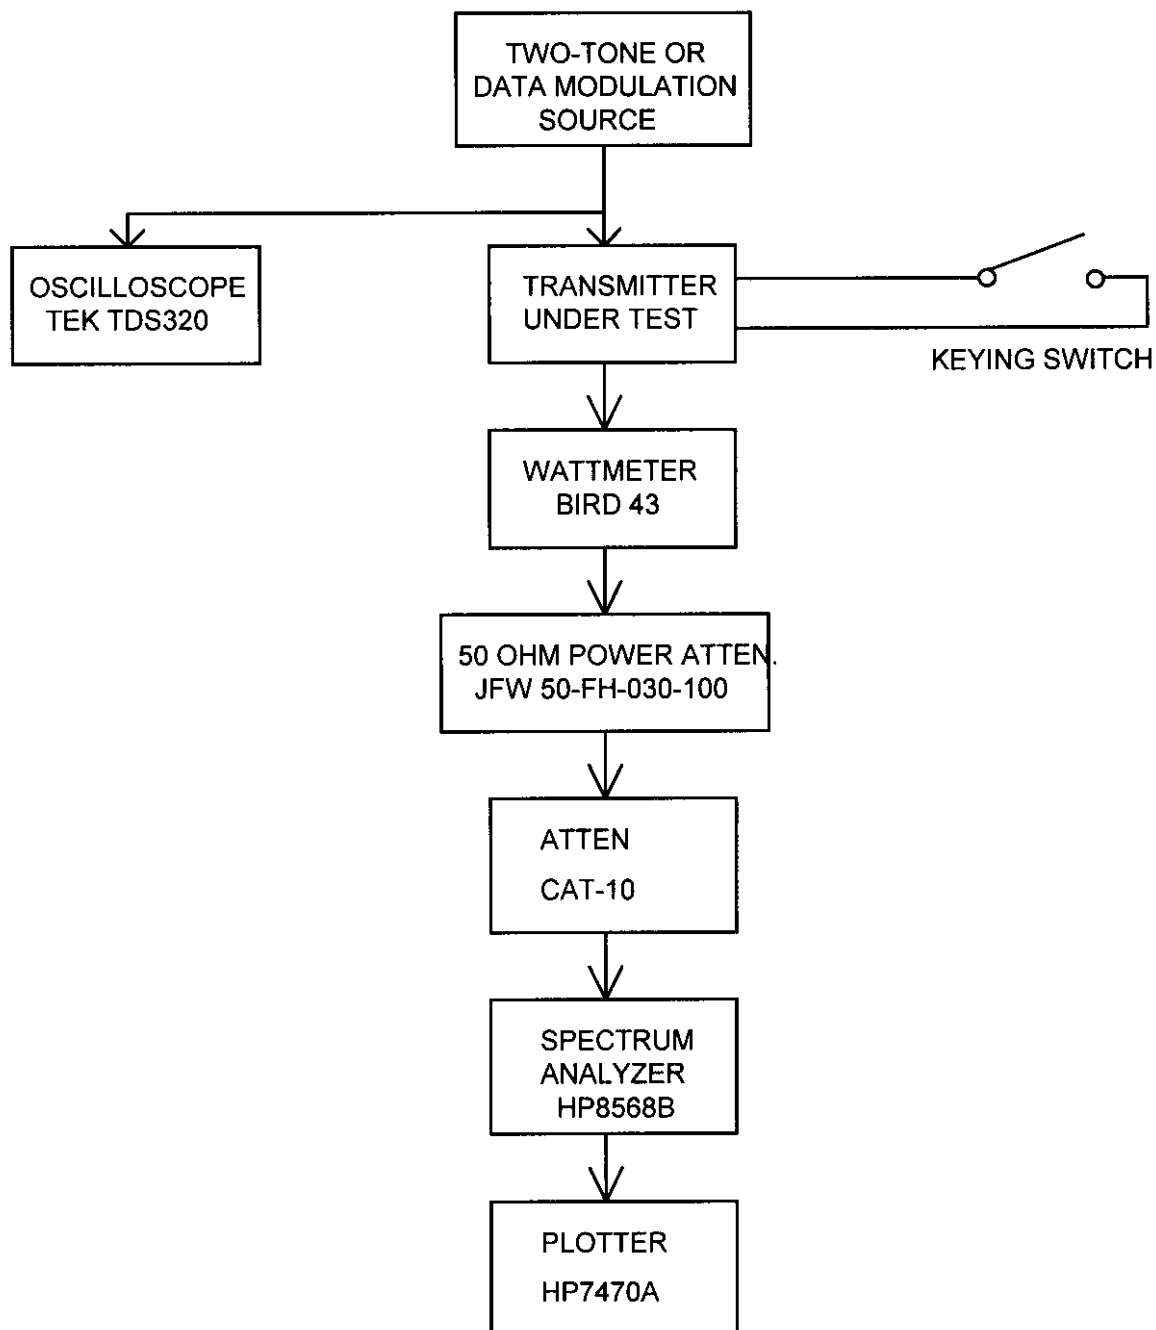 TWO-TONE OR
DATA MODULATION
SOURCE
OSCILLOSCOPE
TEK TDS320
TRANSMITTER
UNDER TEST
KEYING SWITCH
WATTMETER
BIRD 43
50 OHM POWER ATTEN.
JFW 50-FH-030-100
ATTEN
CAT-10
SPECTRUM
ANALYZER
HP8568B
PLOTTER
HP7470A